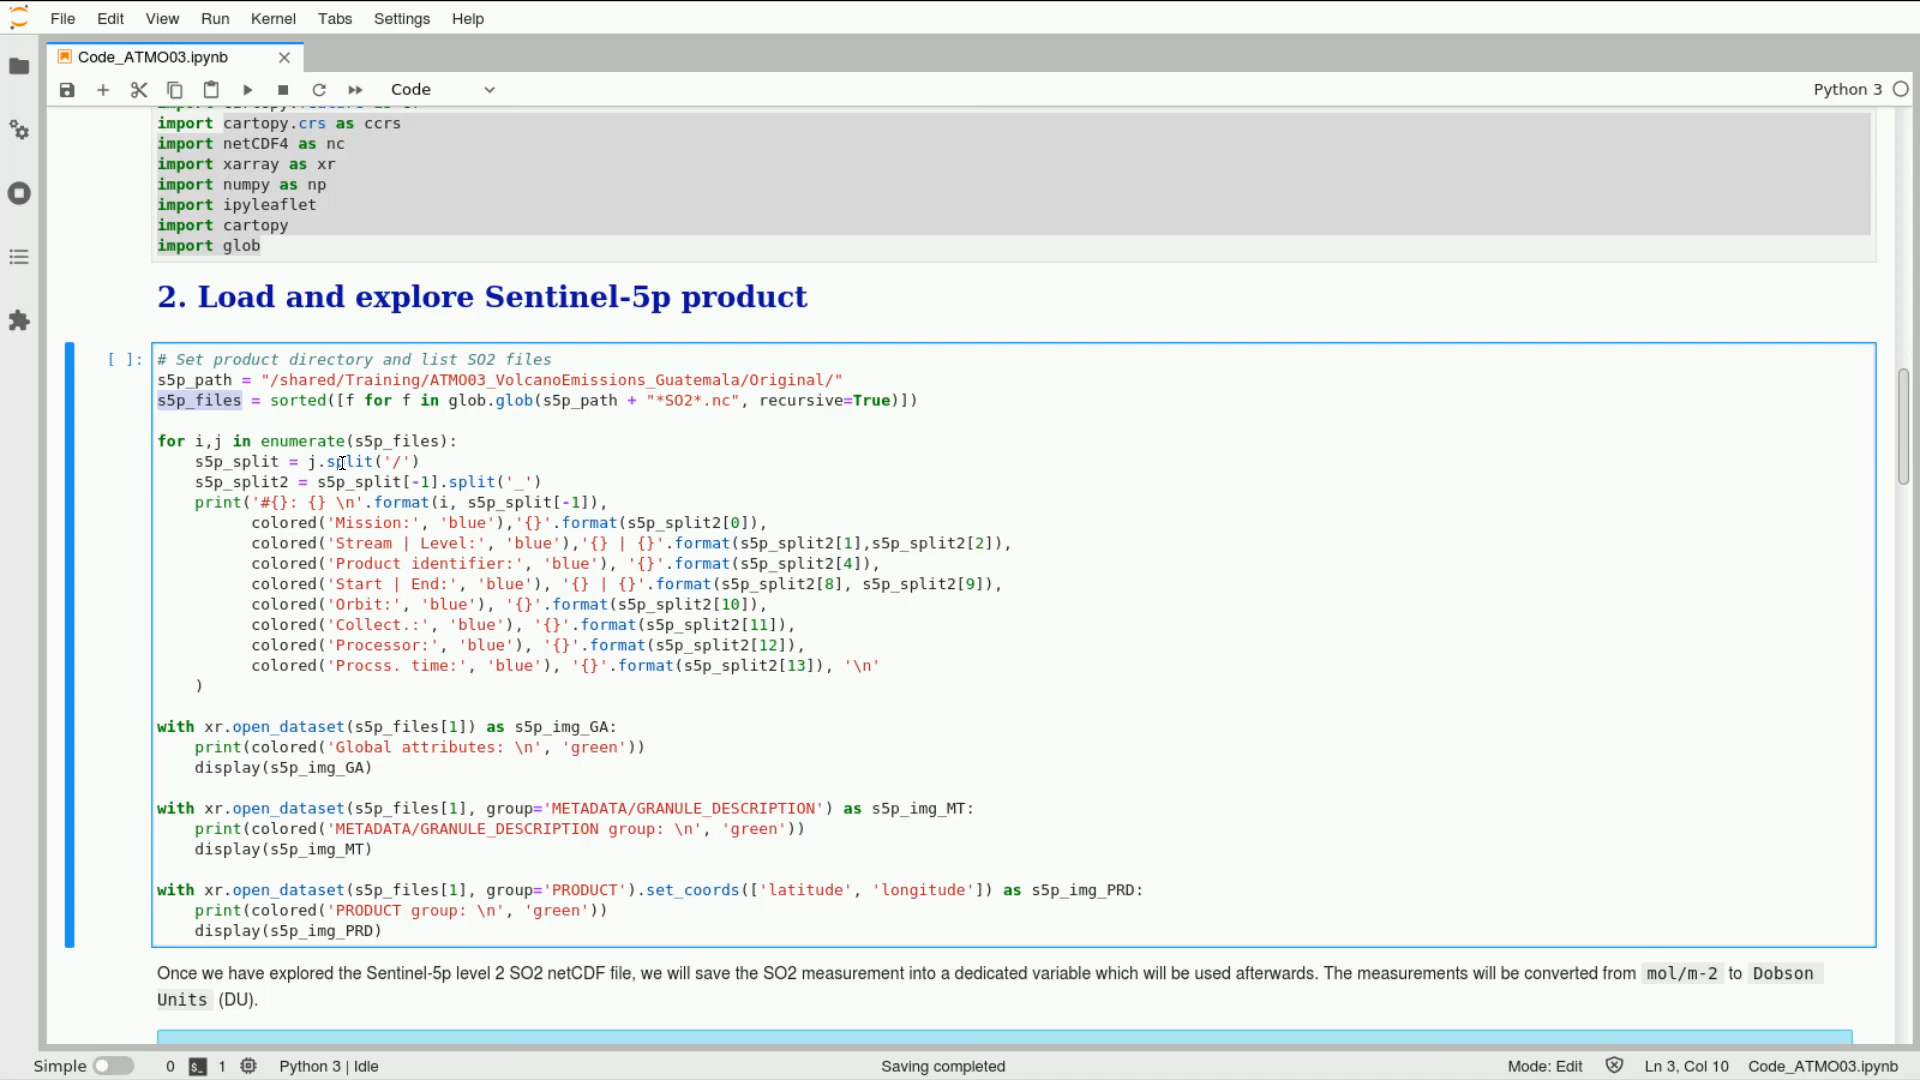 File Edit View Run Kernel Tabs Settings Help
Code_ATMO03.ipynb
Code
Python 3
import cartopy.feature as cf
import cartopy.crs as ccrs
import netCDF4 as nc
import xarray as xr
import numpy as np
import ipyleaflet
import cartopy
import glob
2. Load and explore Sentinel-5p product
[ ]:
# Set product directory and list SO2 files
s5p_path = "/shared/Training/ATMO03_VolcanoEmissions_Guatemala/Original/"
s5p_files = sorted([f for f in glob.glob(s5p_path + "*SO2*.nc", recursive=True)])
for i,j in enumerate(s5p_files):
    s5p_split = j.split('/')
    s5p_split2 = s5p_split[-1].split('_')
    print('#{}: {} \n'.format(i, s5p_split[-1]),
          colored('Mission:', 'blue'),'{}'.format(s5p_split2[0]),
          colored('Stream | Level:', 'blue'),'{} | {}'.format(s5p_split2[1],s5p_split2[2]),
          colored('Product identifier:', 'blue'), '{}'.format(s5p_split2[4]),
          colored('Start | End:', 'blue'), '{} | {}'.format(s5p_split2[8], s5p_split2[9]),
          colored('Orbit:', 'blue'), '{}'.format(s5p_split2[10]),
          colored('Collect.:', 'blue'), '{}'.format(s5p_split2[11]),
          colored('Processor:', 'blue'), '{}'.format(s5p_split2[12]),
          colored('Procss. time:', 'blue'), '{}'.format(s5p_split2[13]), '\n'
    )
with xr.open_dataset(s5p_files[1]) as s5p_img_GA:
    print(colored('Global attributes: \n', 'green'))
    display(s5p_img_GA)
with xr.open_dataset(s5p_files[1], group='METADATA/GRANULE_DESCRIPTION') as s5p_img_MT:
    print(colored('METADATA/GRANULE_DESCRIPTION group: \n', 'green'))
    display(s5p_img_MT)
with xr.open_dataset(s5p_files[1], group='PRODUCT').set_coords(['latitude', 'longitude']) as s5p_img_PRD:
    print(colored('PRODUCT group: \n', 'green'))
    display(s5p_img_PRD)
Once we have explored the Sentinel-5p level 2 SO2 netCDF file, we will save the SO2 measurement into a dedicated variable which will be used afterwards. The measurements will be converted from mol/m-2 to Dobson
Units (DU).
Simple 0 $_ 1 Python 3 | Idle Saving completed Mode: Edit Ln 3, Col 10 Code_ATMO03.ipynb